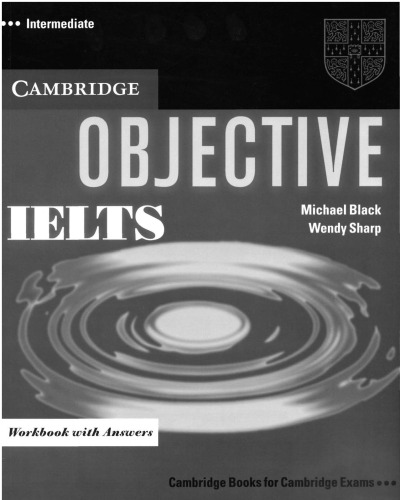 ••• Intermediate
CAMBRIDGE
OBJECTIVE
IELTS
Michael Black
Wendy Sharp
Workbook with Answers
Cambridge Books for Cambridge Exams •••